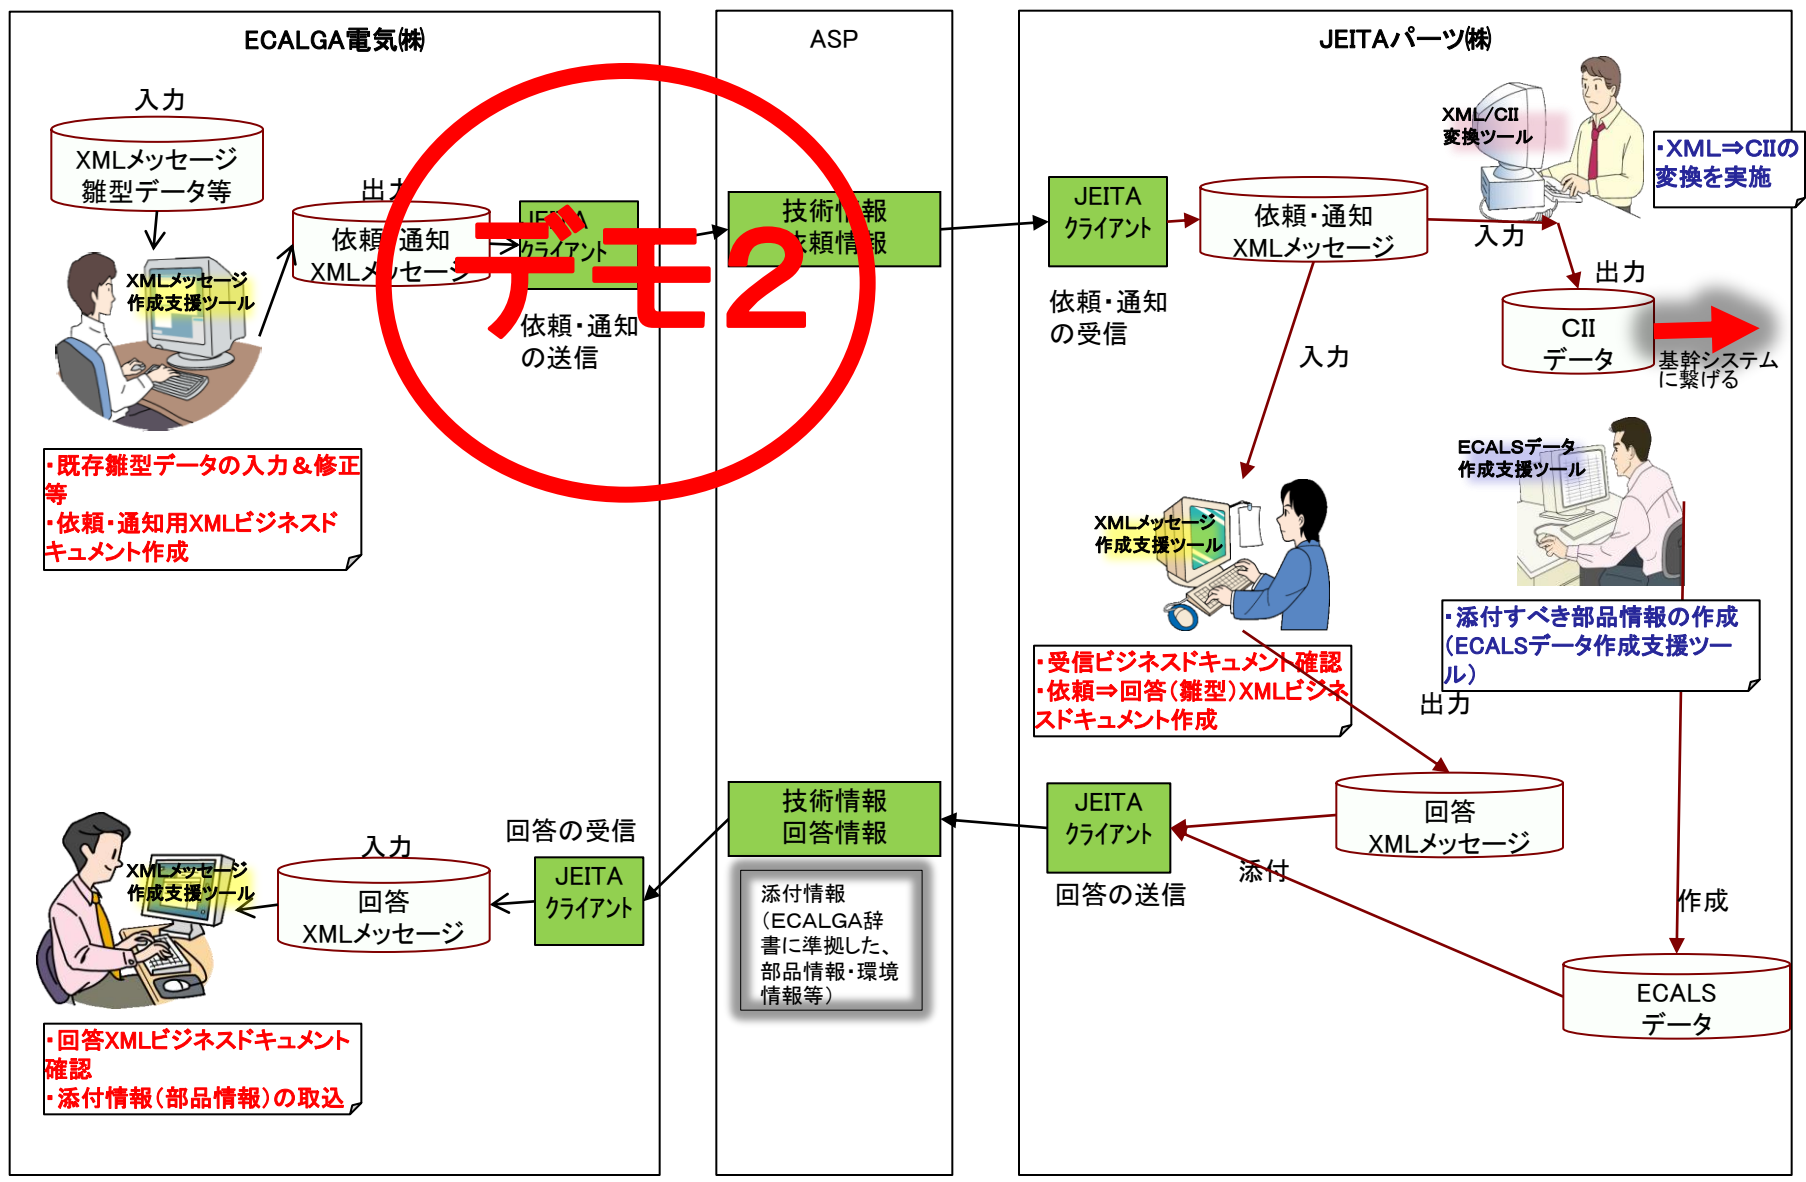 ECALGA電気㈱
入力
XMLメッセージ
雛型データ等
XMLメッセージ
作成支援ツール
出力
依頼・通知
XMLメッセージ
JEITA
クライアント
依頼・通知
の送信
デモ2
・既存雛型データの入力&修正
等
・依頼・通知用XMLビジネスド
キュメント作成
回答の受信
JEITA
クライアント
入力
回答
XMLメッセージ
XMLメッセージ
作成支援ツール
・回答XMLビジネスドキュメント
確認
・添付情報(部品情報)の取込
ASP
技術情報
依頼情報
技術情報
回答情報
添付情報
(ECALGA辞
書に準拠した、
部品情報・環境
情報等)
JEITAパーツ㈱
JEITA
クライアント
依頼・通知
の受信
依頼・通知
XMLメッセージ
XML/CII
変換ツール
・XML⇒CIIの
変換を実施
入力
出力
CII
データ
基幹システム
に繋げる
入力
XMLメッセージ
作成支援ツール
ECALSデータ
作成支援ツール
・添付すべき部品情報の作成
(ECALSデータ作成支援ツー
ル)
・受信ビジネスドキュメント確認
・依頼⇒回答(雛型)XMLビジネ
スドキュメント作成
出力
JEITA
クライアント
回答の送信
回答
XMLメッセージ
添付
作成
ECALS
データ